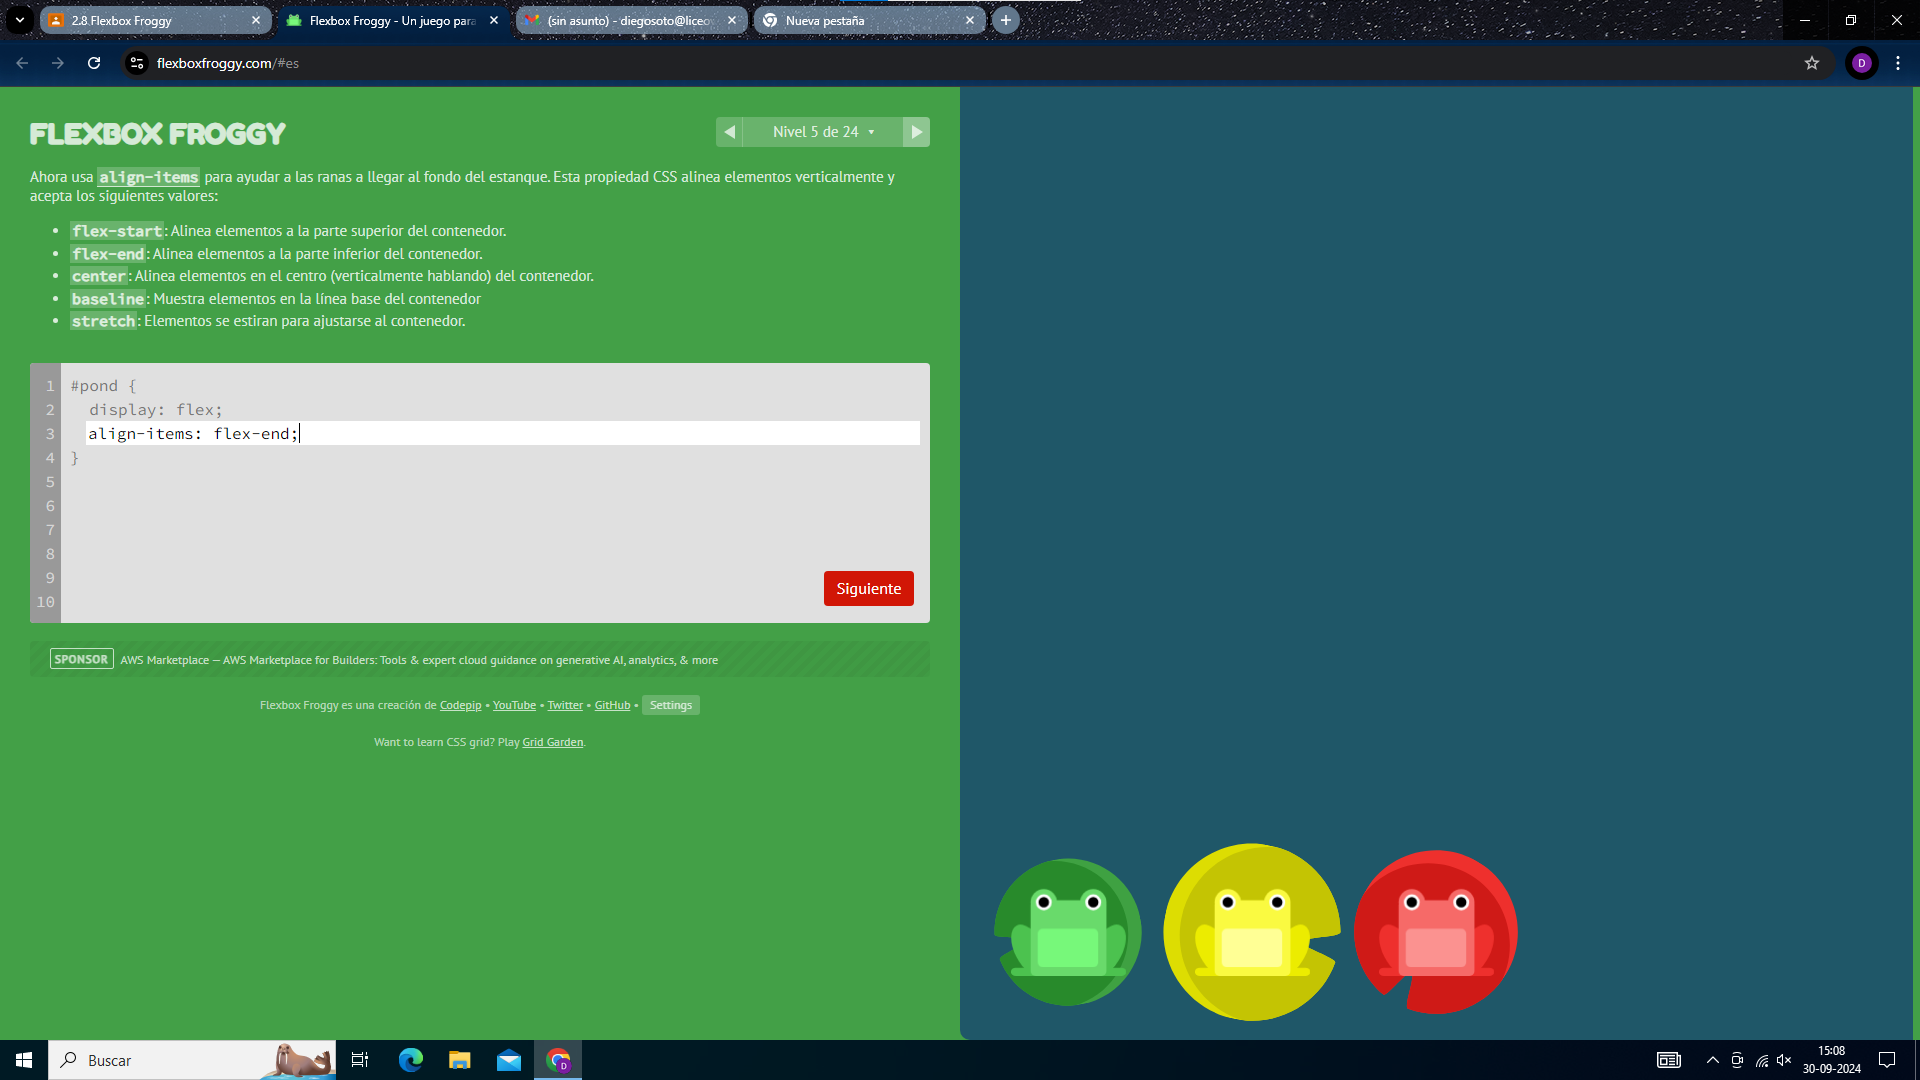 2.8 Flexbox Froggy
Flexbox Froggy - Un juego para
(sin asunto) - diegosoto@liceo
Nueva pestaña
flexboxfroggy.com/#es
D
FLEXBOX FROGGY
Nivel 5 de 24
Ahora usa align-items para ayudar a las ranas a llegar al fondo del estanque. Esta propiedad CSS alinea elementos verticalmente y
acepta los siguientes valores:
flex-start: Alinea elementos a la parte superior del contenedor.
flex-end: Alinea elementos a la parte inferior del contenedor.
center: Alinea elementos en el centro (verticalmente hablando) del contenedor.
baseline: Muestra elementos en la línea base del contenedor
stretch: Elementos se estiran para ajustarse al contenedor.
1 #pond {
2 display: flex;
3 align-items: flex-end;
4 }
5
6
7
8
9
10
Siguiente
SPONSOR AWS Marketplace — AWS Marketplace for Builders: Tools & expert cloud guidance on generative AI, analytics, & more
Flexbox Froggy es una creación de Codepip • YouTube • Twitter • GitHub • Settings
Want to learn CSS grid? Play Grid Garden.
Buscar
D
15:08
30-09-2024